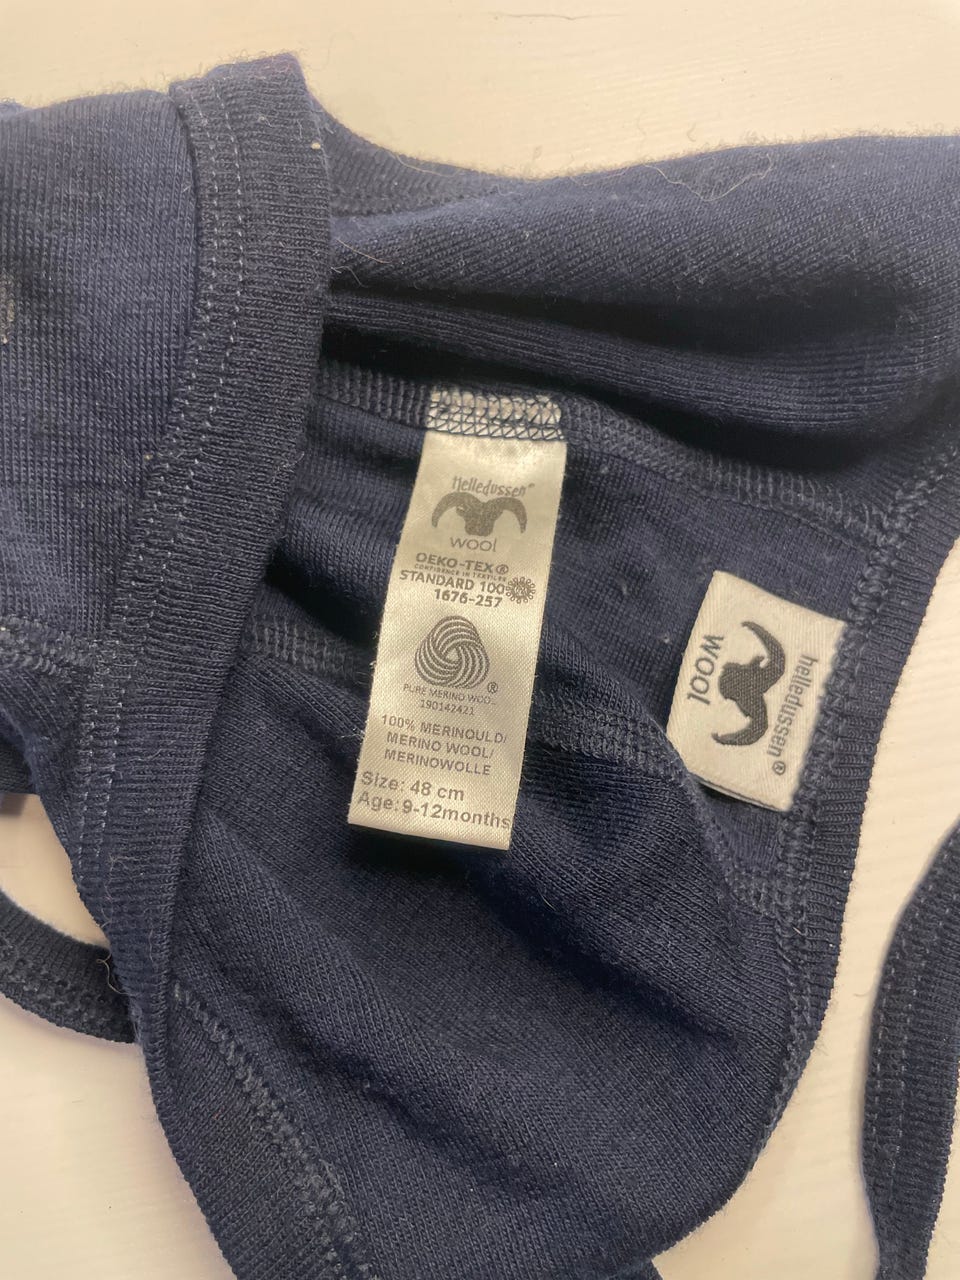 Helledussen®
wool
OEKO-TEX®
CONFIDENCE IN TEXTILES
STANDARD 100
1676-257
®
PURE MERINO WOOL
190142421
100% MERINOULD/
MERINO WOOL/
MERINOWOLLE
Size: 48 cm
Age: 9-12months
helledussen®
wool